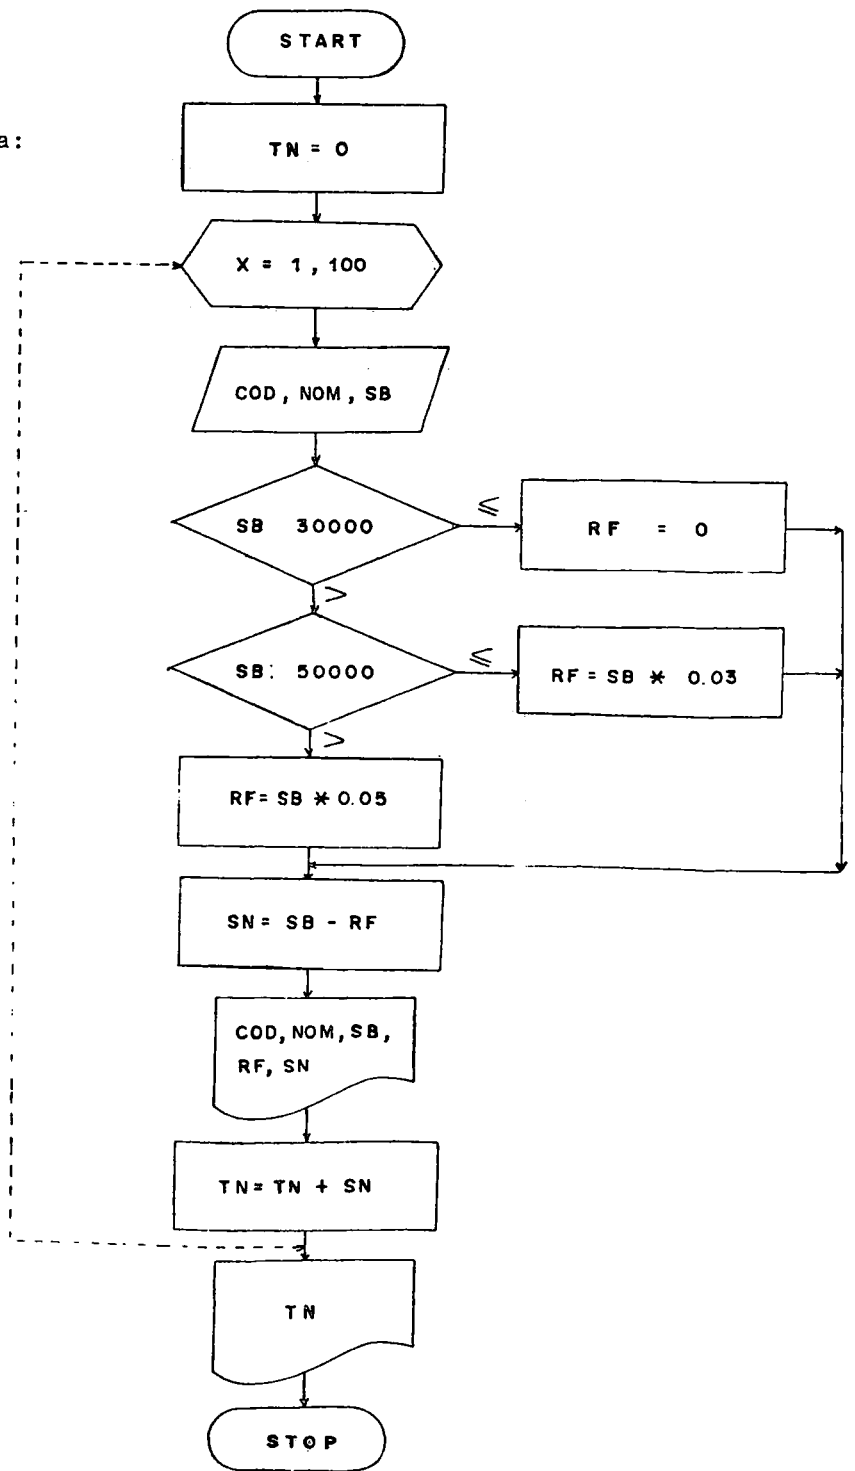 START
a:
TN = 0
X = 1, 100
COD, NOM, SB
SB 30000
≤
RF = 0
>
SB: 50000
≤
RF = SB * 0.03
>
RF = SB * 0.05
SN = SB - RF
COD, NOM, SB,
RF, SN
TN = TN + SN
TN
STOP